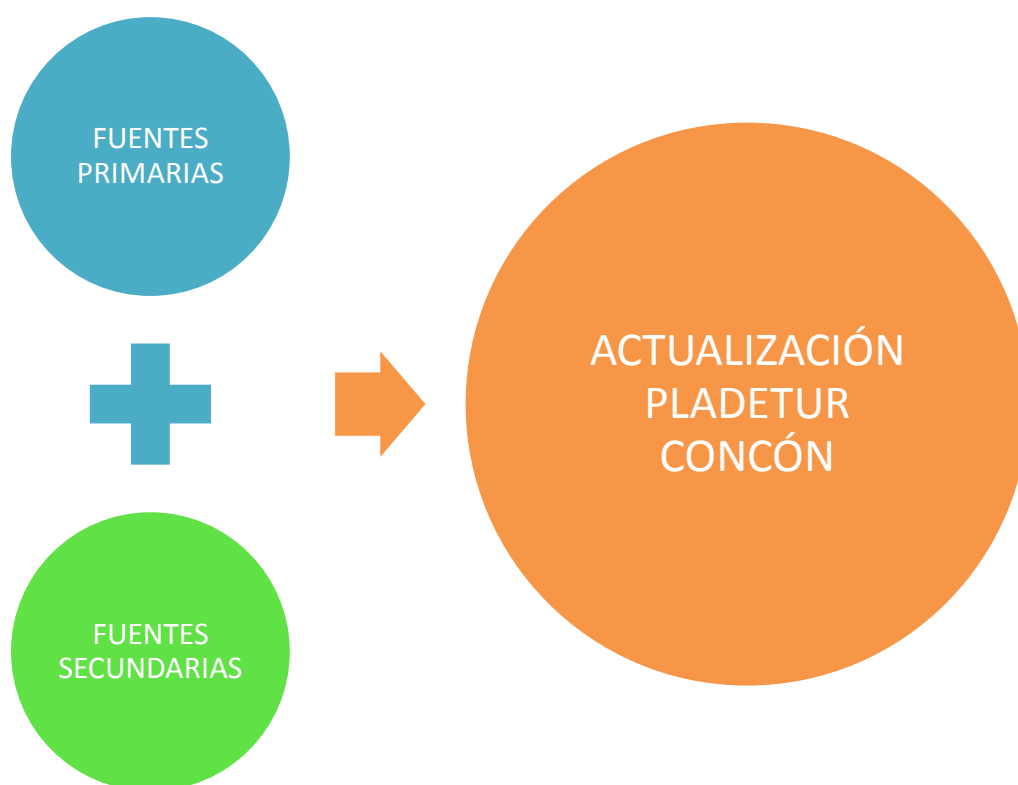 FUENTES
PRIMARIAS
FUENTES
SECUNDARIAS
ACTUALIZACIÓN
PLADETUR
CONCÓN